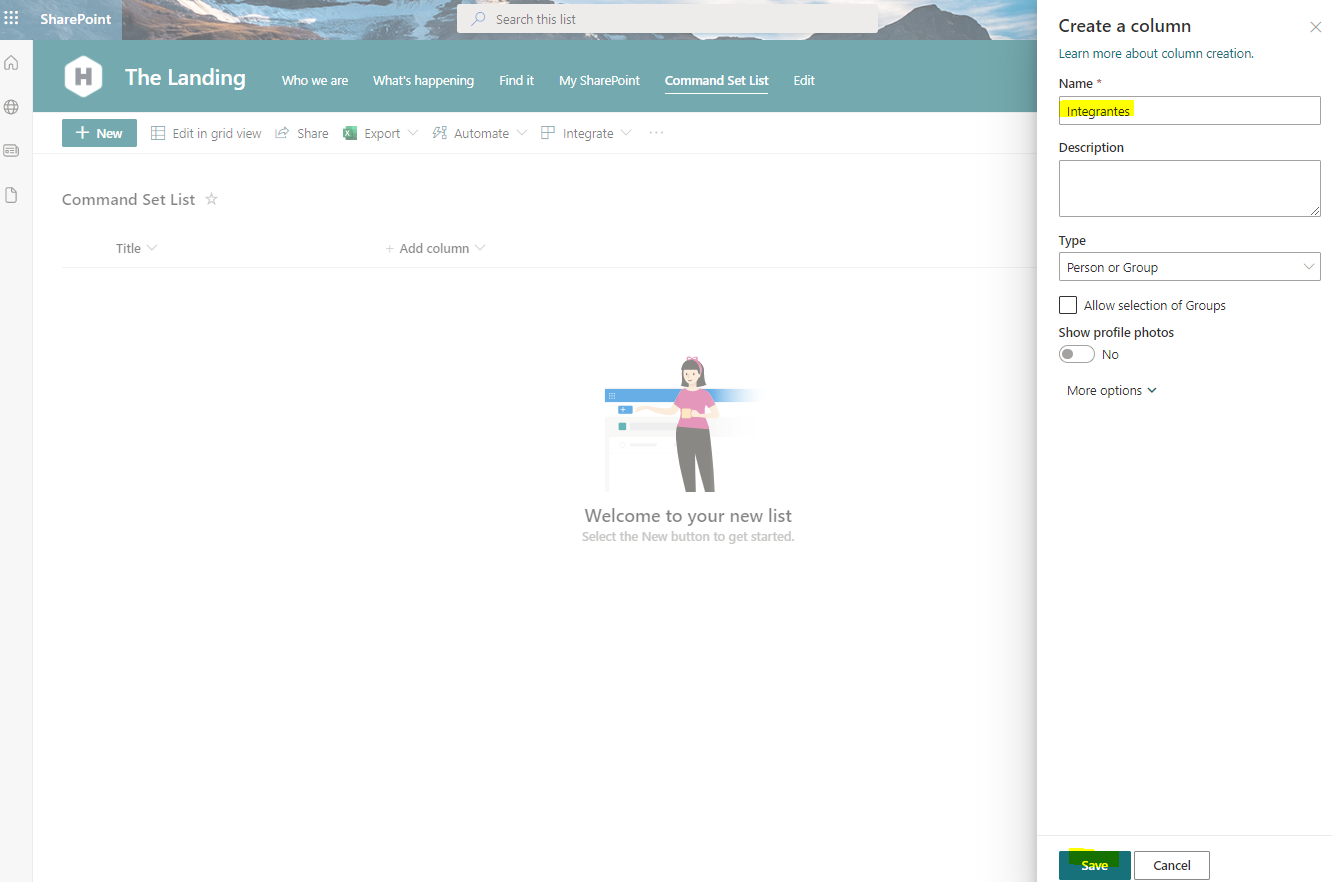 SharePoint
Search this list
H
The Landing
Who we are
What's happening
Find it
My SharePoint
Command Set List
Edit
+ New
Edit in grid view
Share
Export
Automate
Integrate
...
Command Set List
Title
+ Add column
Welcome to your new list
Select the New button to get started.
Create a column
Learn more about column creation.
Name *
Integrantes
Description
Type
Person or Group
Allow selection of Groups
Show profile photos
No
More options
Save
Cancel